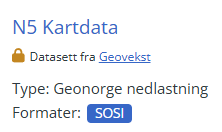 N5 Kartdata
Datasett fra Geovekst
Type: Geonorge nedlastning
Formater: SOSI